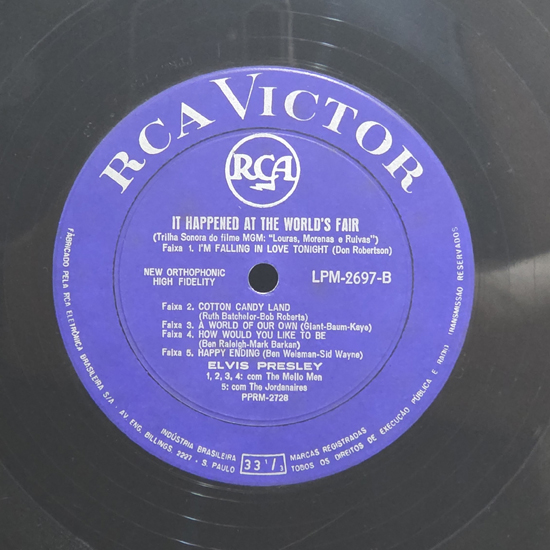 RCA VICTOR
RCA
IT HAPPENED AT THE WORLD'S FAIR
(Trilha Sonora do filme MGM: "Louras, Morenas e Ruivas")
Faixa 1. I'M FALLING IN LOVE TONIGHT (Don Robertson)
NEW ORTHOPHONIC
HIGH FIDELITY
LPM-2697-B
Faixa 2. COTTON CANDY LAND
(Ruth Batchelor-Bob Roberts)
Faixa 3. A WORLD OF OUR OWN (Giant-Baum-Kaye)
Faixa 4. HOW WOULD YOU LIKE TO BE
(Ben Raleigh-Mark Barkan)
Faixa 5. HAPPY ENDING (Ben Weisman-Sid Wayne)
ELVIS PRESLEY
1, 2, 3, 4: com The Mello Men
5: com The Jordanaires
PPRM-2728
FABRICADO PELA RCA ELETRÔNICA BRASILEIRA S/A - AV. ENG. BILLINGS, 2227 - S. PAULO
INDÚSTRIA BRASILEIRA
33 1/3
MARCAS REGISTRADAS
TODOS OS DIREITOS DE EXECUÇÃO PÚBLICA E RADIOTRANSMISSÃO RESERVADOS